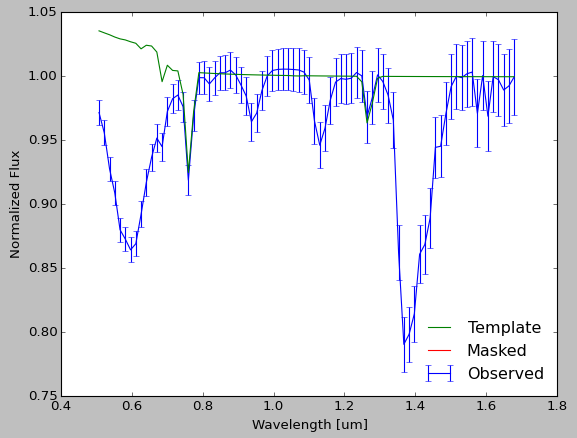 1.05
1.00
0.95
0.90
0.85
0.80
0.75
Normalized Flux
Template
Masked
Observed
0.4 0.6 0.8 1.0 1.2 1.4 1.6 1.8
Wavelength [um]